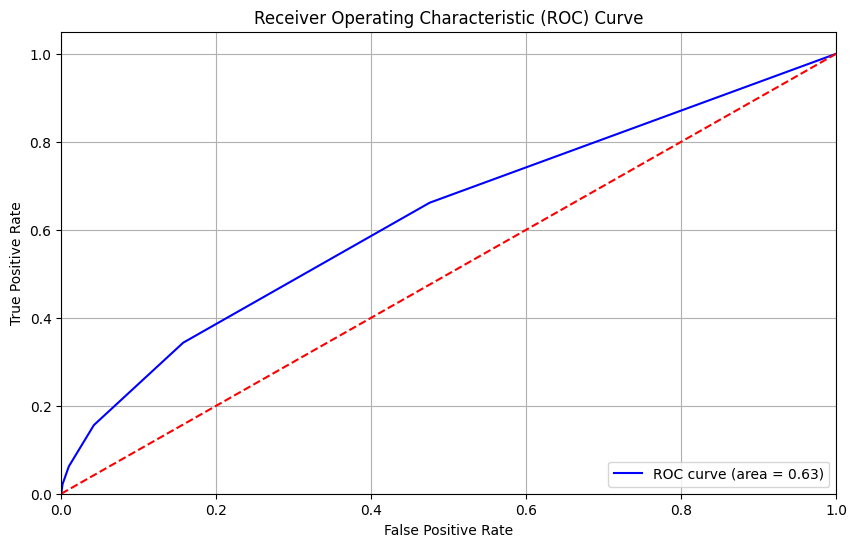 Receiver Operating Characteristic (ROC) Curve
1.0
0.8
0.6
0.4
0.2
0.0
True Positive Rate
ROC curve (area = 0.63)
0.0 0.2 0.4 0.6 0.8 1.0
False Positive Rate